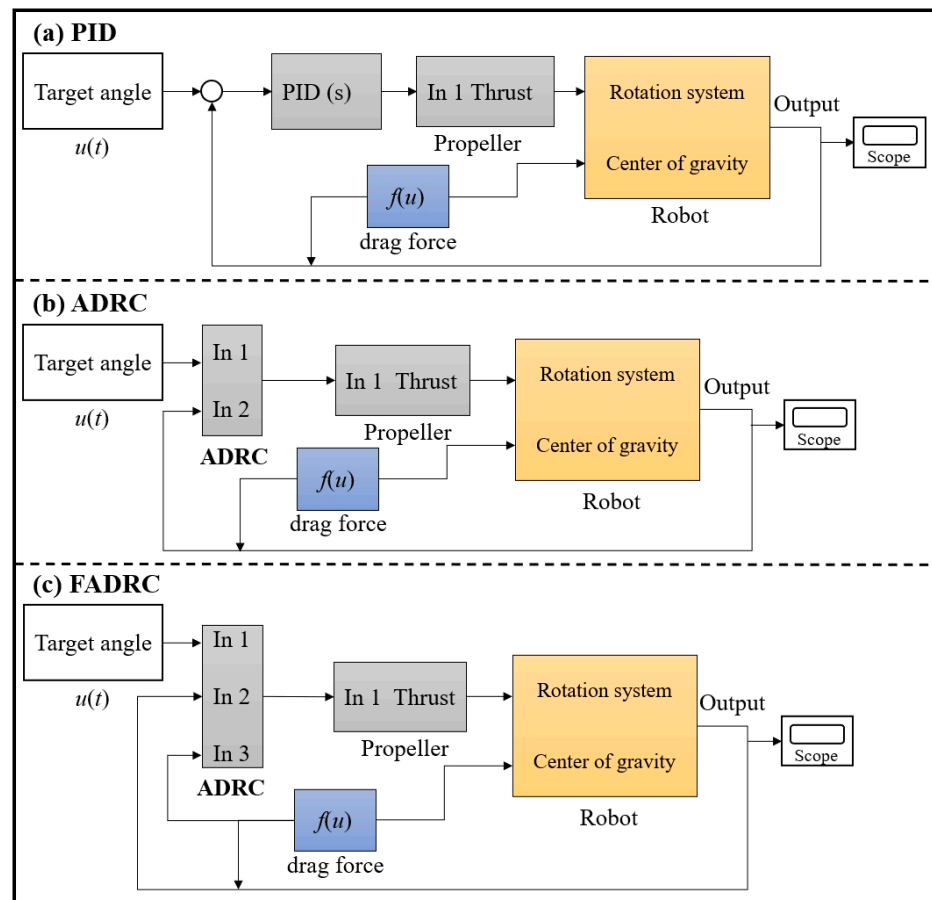 (a) PID
Target angle
u(t)
PID (s)
In 1 Thrust
Propeller
f(u)
drag force
Rotation system
Center of gravity
Robot
Output
Scope
(b) ADRC
Target angle
u(t)
In 1
In 2
ADRC
In 1 Thrust
Propeller
f(u)
drag force
Rotation system
Center of gravity
Robot
Output
Scope
(c) FADRC
Target angle
u(t)
In 1
In 2
In 3
ADRC
In 1 Thrust
Propeller
f(u)
drag force
Rotation system
Center of gravity
Robot
Output
Scope